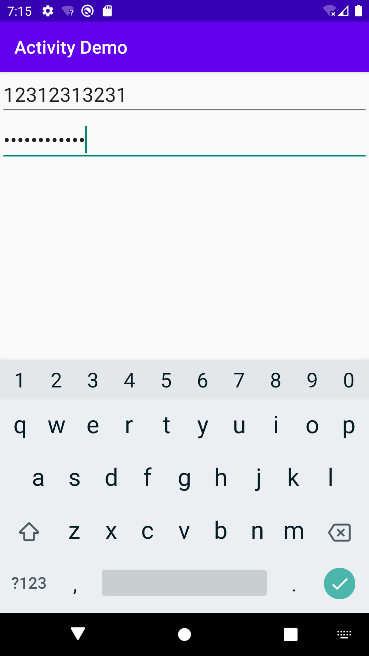 7:15
Activity Demo
12312313231
••••••••••••
1 2 3 4 5 6 7 8 9 0
q w e r t y u i o p
a s d f g h j k l
z x c v b n m
?123 , .